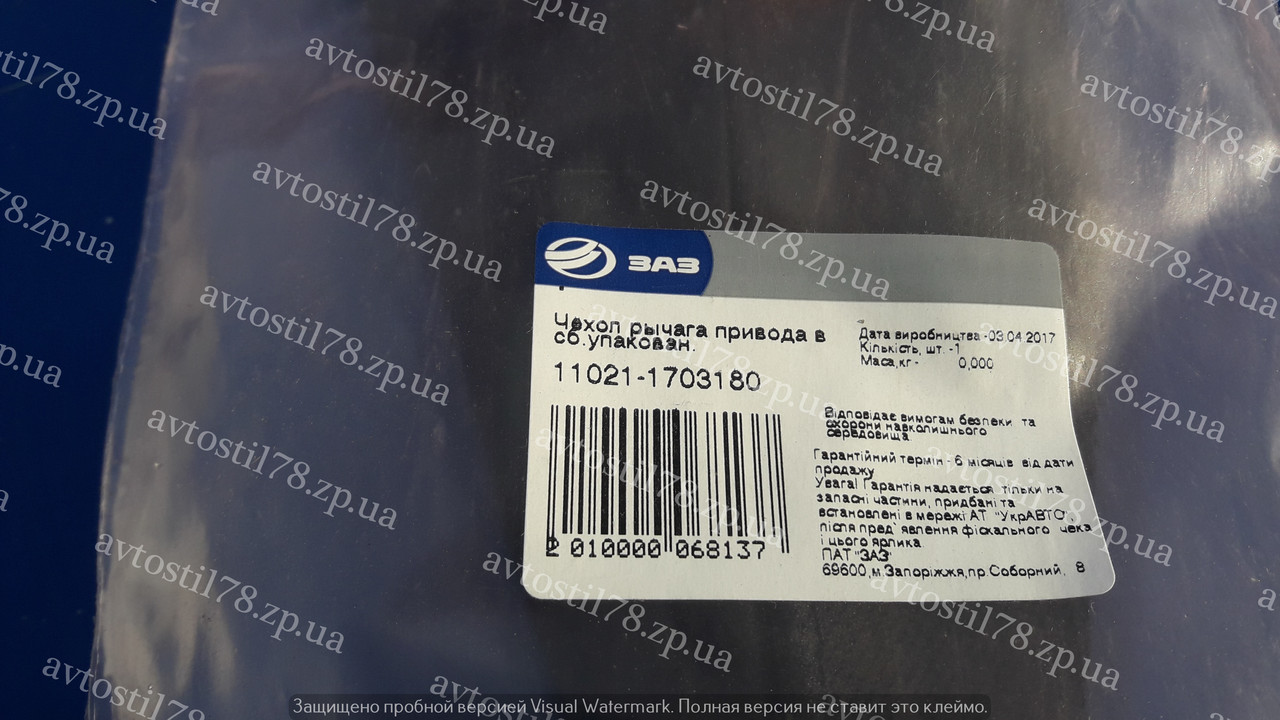 ЗАЗ
Чехол рычага привода в
сб.упакован.
11021-1703180
2 010000 068137
Дата виробництва -03.04.2017
Кількість, шт. -1
Маса,кг - 0,000
Відповідає вимогам безпеки та
охорони навколишнього
середовища
Гарантійний термін - 6 місяців від дати
продажу
Увага! Гарантія надається тільки на
запасні частини, придбані та
встановлені в мережі АТ "УкрАВТО",
після пред`явлення фіскального чека
і цього ярлика
ПАТ "ЗАЗ"
69600,м.Запоріжжя,пр.Соборний, 8
avtostil78.zp.ua
Защищено пробной версией Visual Watermark. Полная версия не ставит это клеймо.